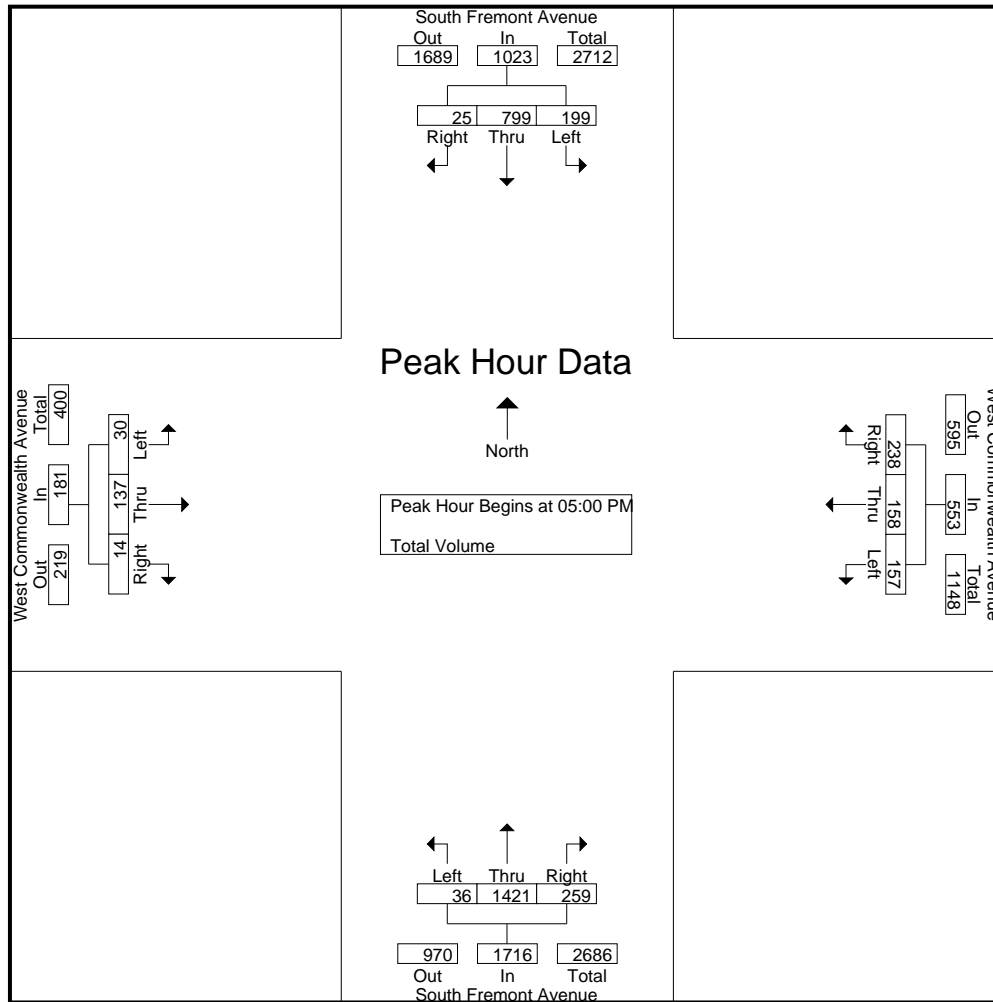 South Fremont Avenue
Out In Total
1689 1023 2712
25 799 199
Right Thru Left
Peak Hour Data
North
Peak Hour Begins at 05:00 PM
Total Volume
West Commonwealth Avenue
Total In Out
400 181 219
30 137 14
Left Thru Right
West Commonwealth Avenue
Out In Total
595 553 1148
238 158 157
Right Thru Left
Left Thru Right
36 1421 259
970 1716 2686
Out In Total
South Fremont Avenue